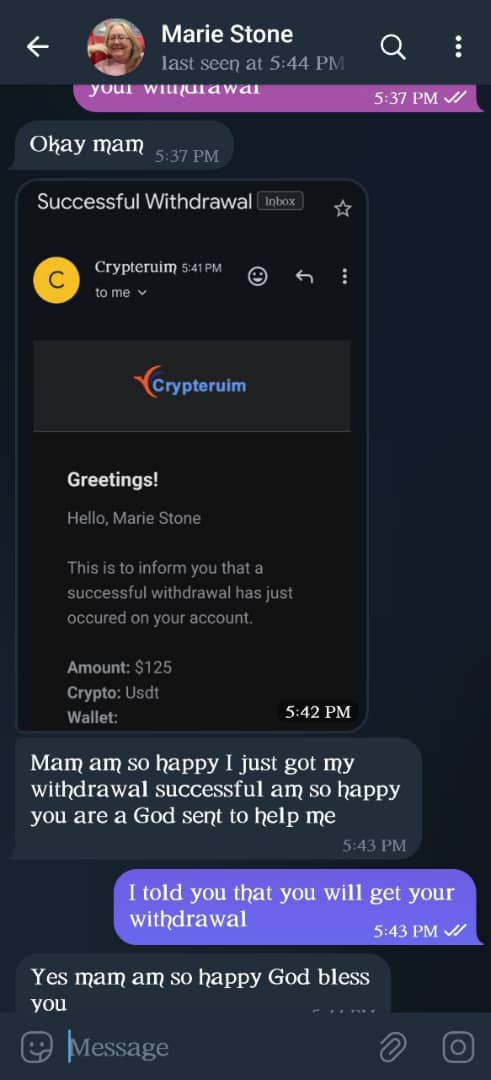 Marie Stone
last seen at 5:44 PM
your withdrawal
5:37 PM
Okay mam 5:37 PM
Successful Withdrawal Inbox
C
Crypteruim 5:41 PM
to me
Crypteruim
Greetings!
Hello, Marie Stone
This is to inform you that a
successful withdrawal has just
occured on your account.
Amount: $125
Crypto: Usdt
Wallet:
5:42 PM
Mam am so happy I just got my
withdrawal successful am so happy
you are a God sent to help me
5:43 PM
I told you that you will get your
withdrawal
5:43 PM
Yes mam am so happy God bless
you
Message